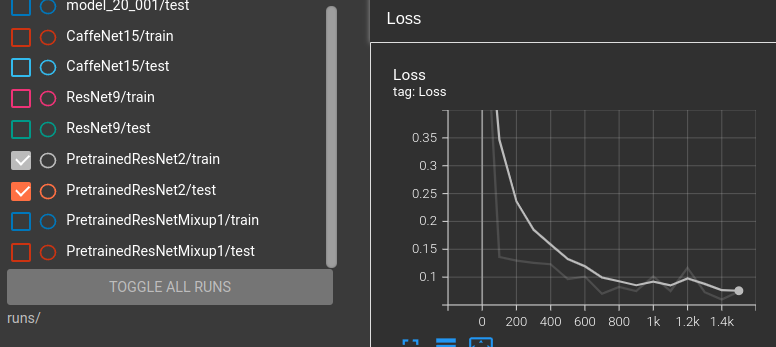 model_20_001/test
CaffeNet15/train
CaffeNet15/test
ResNet9/train
ResNet9/test
PretrainedResNet2/train
PretrainedResNet2/test
PretrainedResNetMixup1/train
PretrainedResNetMixup1/test
TOGGLE ALL RUNS
runs/
Loss
Loss
tag: Loss
0.35
0.3
0.25
0.2
0.15
0.1
0 200 400 600 800 1k 1.2k 1.4k